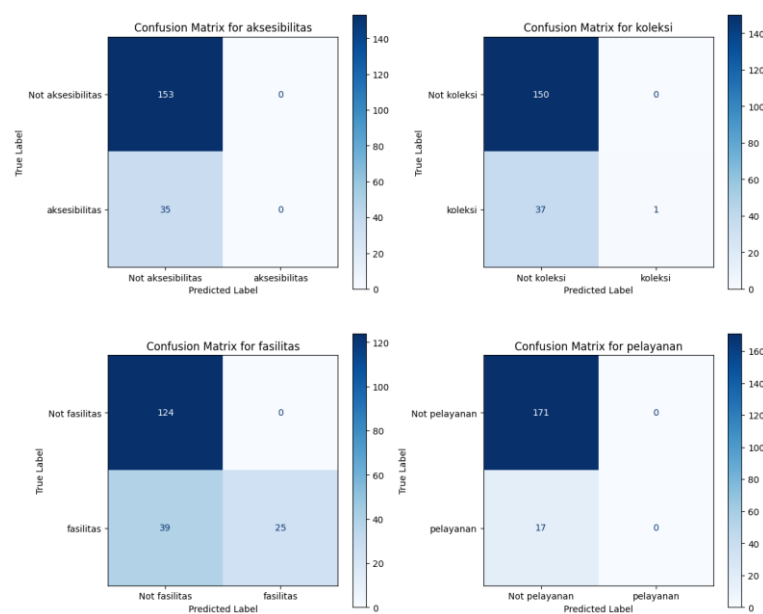 Confusion Matrix for aksesibilitas
Not aksesibilitas
aksesibilitas
True Label
153
0
35
0
Not aksesibilitas
aksesibilitas
Predicted Label
140
120
100
80
60
40
20
0
Confusion Matrix for koleksi
Not koleksi
koleksi
True Label
150
0
37
1
Not koleksi
koleksi
Predicted Label
140
120
100
80
60
40
20
0
Confusion Matrix for fasilitas
Not fasilitas
fasilitas
True Label
124
0
39
25
Not fasilitas
fasilitas
Predicted Label
120
100
80
60
40
20
0
Confusion Matrix for pelayanan
Not pelayanan
pelayanan
True Label
171
0
17
0
Not pelayanan
pelayanan
Predicted Label
160
140
120
100
80
60
40
20
0